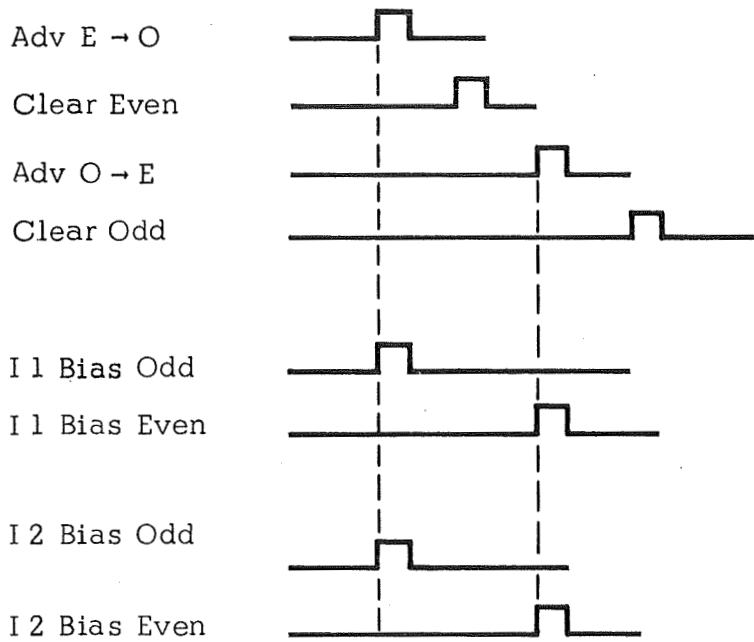 Adv E → O
Clear Even
Adv O → E
Clear Odd
I 1 Bias Odd
I 1 Bias Even
I 2 Bias Odd
I 2 Bias Even